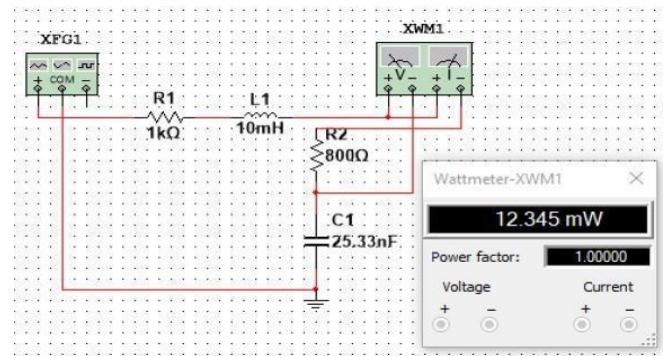 XFG1
XWM1
+ COM −
+ V − + I −
R1
1kΩ
L1
10mH
R2
800Ω
C1
25.33nF
Wattmeter-XWM1 ×
12.345 mW
Power factor: 1.00000
Voltage Current
+ − + −